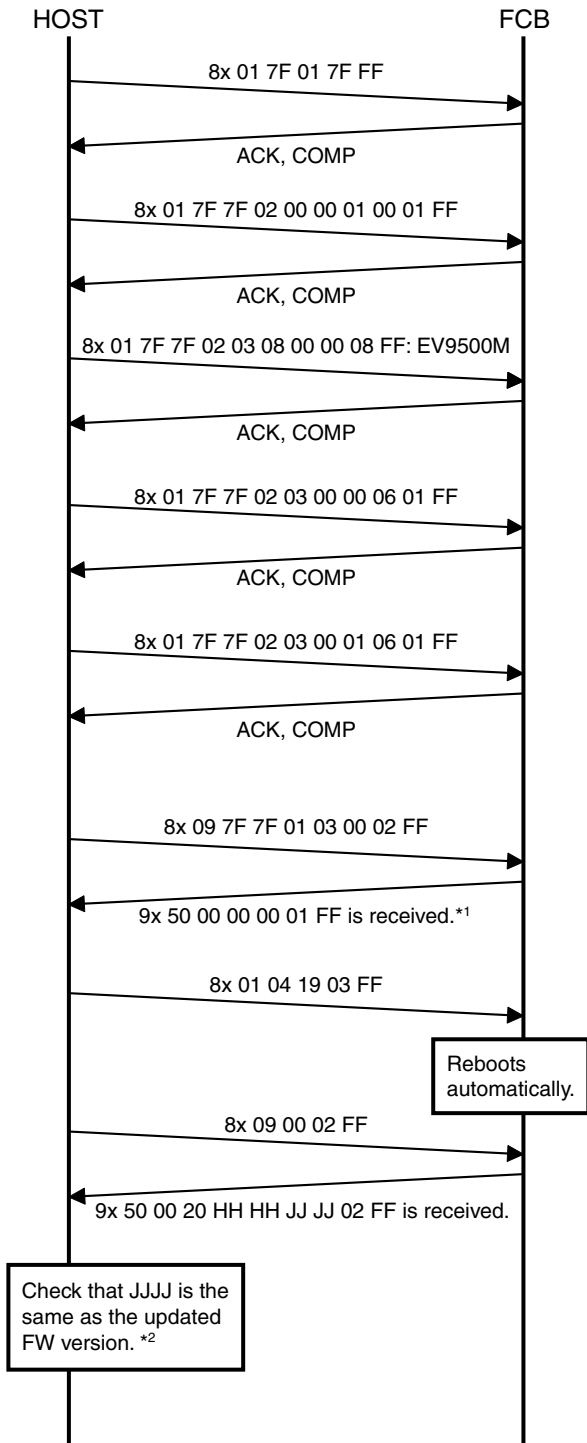 HOST
FCB
8x 01 7F 01 7F FF
ACK, COMP
8x 01 7F 7F 02 00 00 01 00 01 FF
ACK, COMP
8x 01 7F 7F 02 03 08 00 00 08 FF: EV9500M
ACK, COMP
8x 01 7F 7F 02 03 00 00 06 01 FF
ACK, COMP
8x 01 7F 7F 02 03 00 01 06 01 FF
ACK, COMP
8x 09 7F 7F 01 03 00 02 FF
9x 50 00 00 00 01 FF is received.*1
8x 01 04 19 03 FF
Reboots
automatically.
8x 09 00 02 FF
9x 50 00 20 HH HH JJ JJ 02 FF is received.
Check that JJJJ is the
same as the updated
FW version. *2